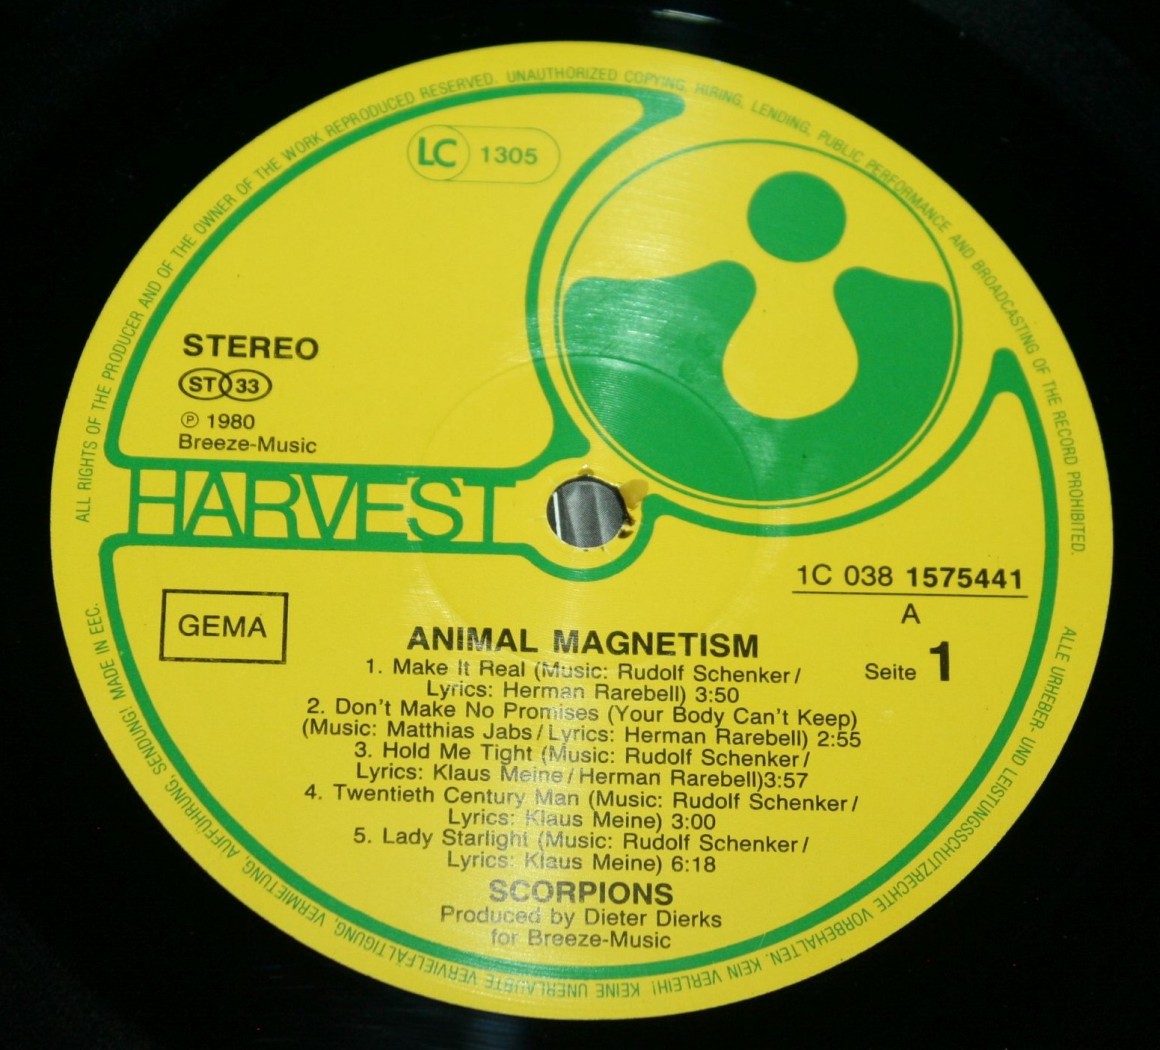 ALL RIGHTS OF THE PRODUCER AND OF THE OWNER OF THE WORK REPRODUCED RESERVED. UNAUTHORIZED COPYING, HIRING, LENDING, PUBLIC PERFORMANCE AND BROADCASTING OF THE RECORD PROHIBITED.
LC 1305
STEREO
ST 33
Ⓟ 1980
Breeze-Music
HARVEST
GEMA
1C 038 1575441
A
Seite 1
ANIMAL MAGNETISM
1. Make It Real (Music: Rudolf Schenker/
Lyrics: Herman Rarebell) 3:50
2. Don't Make No Promises (Your Body Can't Keep)
(Music: Matthias Jabs/Lyrics: Herman Rarebell) 2:55
3. Hold Me Tight (Music: Rudolf Schenker/
Lyrics: Klaus Meine/Herman Rarebell)3:57
4. Twentieth Century Man (Music: Rudolf Schenker/
Lyrics: Klaus Meine) 3:00
5. Lady Starlight (Music: Rudolf Schenker/
Lyrics: Klaus Meine) 6:18
SCORPIONS
Produced by Dieter Dierks
for Breeze-Music
ALLE URHEBER- UND LEISTUNGSSCHUTZRECHTE VORBEHALTEN. KEIN VERLEIH! KEINE UNERLAUBTE VERVIELFÄLTIGUNG, VERMIETUNG, AUFFÜHRUNG, SENDUNG! MADE IN EEC.